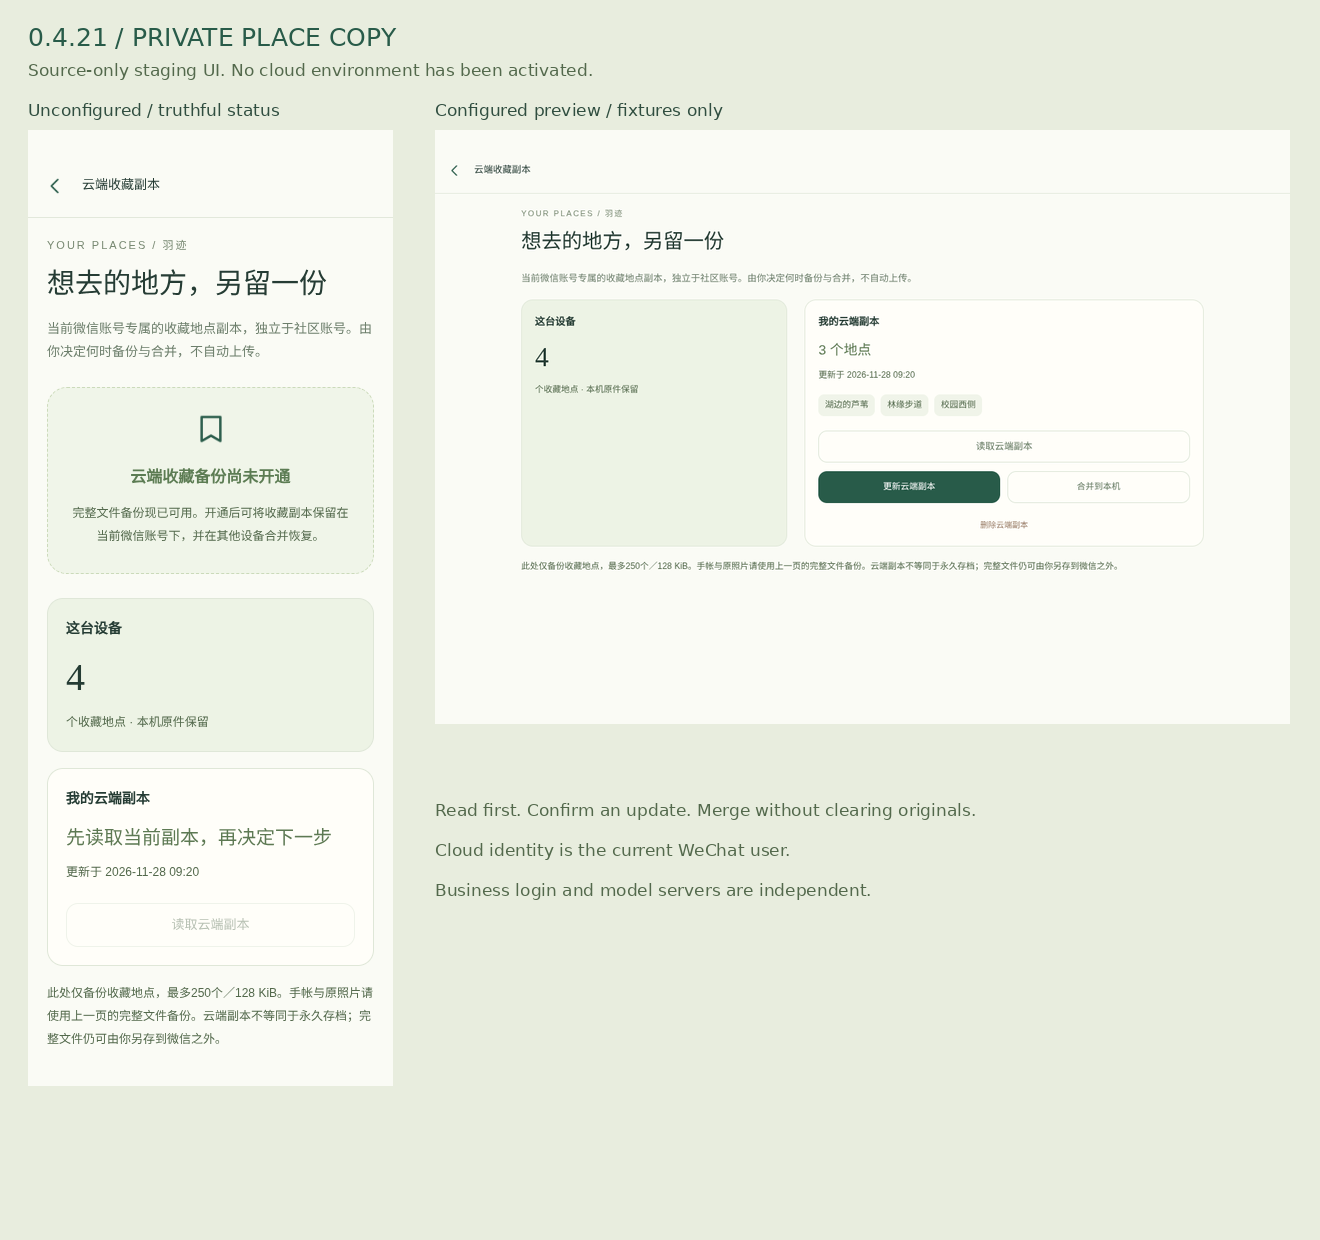 0.4.21 / PRIVATE PLACE COPY
Source-only staging UI. No cloud environment has been activated.
Unconfigured / truthful status
云端收藏副本
YOUR PLACES / 羽迹
想去的地方，另留一份
当前微信账号专属的收藏地点副本，独立于社区账号。由
你决定何时备份与合并，不自动上传。
云端收藏备份尚未开通
完整文件备份现已可用。开通后可将收藏副本保留在
当前微信账号下，并在其他设备合并恢复。
这台设备
4
个收藏地点 · 本机原件保留
我的云端副本
先读取当前副本，再决定下一步
更新于 2026-11-28 09:20
读取云端副本
此处仅备份收藏地点，最多250个／128 KiB。手帐与原照片请
使用上一页的完整文件备份。云端副本不等同于永久存档；完
整文件仍可由你另存到微信之外。
Configured preview / fixtures only
云端收藏副本
YOUR PLACES / 羽迹
想去的地方，另留一份
当前微信账号专属的收藏地点副本，独立于社区账号。由你决定何时备份与合并，不自动上传。
这台设备
4
个收藏地点 · 本机原件保留
我的云端副本
3 个地点
更新于 2026-11-28 09:20
湖边的芦苇 林缘步道 校园西侧
读取云端副本
更新云端副本 合并到本机
删除云端副本
此处仅备份收藏地点，最多250个／128 KiB。手帐与原照片请使用上一页的完整文件备份。云端副本不等同于永久存档；完整文件仍可由你另存到微信之外。
Read first. Confirm an update. Merge without clearing originals.
Cloud identity is the current WeChat user.
Business login and model servers are independent.